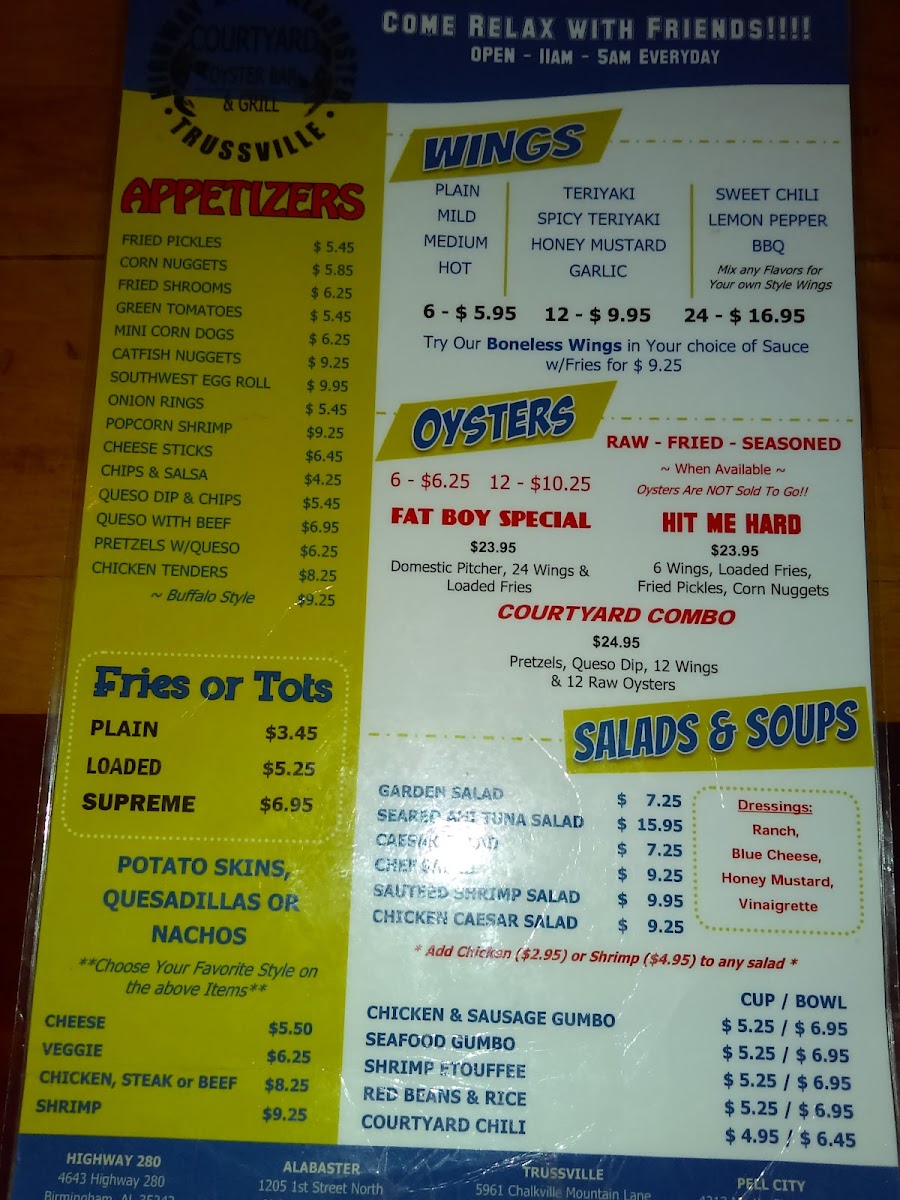 COURTYARD
OYSTER BAR
& GRILL
• TRUSSVILLE •
COME RELAX WITH FRIENDS!!!!
OPEN - 11AM - 5AM EVERYDAY
APPETIZERS
FRIED PICKLES $ 5.45
CORN NUGGETS $ 5.85
FRIED SHROOMS $ 6.25
GREEN TOMATOES $ 5.45
MINI CORN DOGS $ 6.25
CATFISH NUGGETS $ 9.25
SOUTHWEST EGG ROLL $ 9.95
ONION RINGS $ 5.45
POPCORN SHRIMP $9.25
CHEESE STICKS $6.45
CHIPS & SALSA $4.25
QUESO DIP & CHIPS $5.45
QUESO WITH BEEF $6.95
PRETZELS W/QUESO $6.25
CHICKEN TENDERS $8.25
~ Buffalo Style $9.25
Fries or Tots
PLAIN $3.45
LOADED $5.25
SUPREME $6.95
POTATO SKINS,
QUESADILLAS OR
NACHOS
**Choose Your Favorite Style on
the above Items**
CHEESE $5.50
VEGGIE $6.25
CHICKEN, STEAK or BEEF $8.25
SHRIMP $9.25
WINGS
PLAIN
MILD
MEDIUM
HOT
TERIYAKI
SPICY TERIYAKI
HONEY MUSTARD
GARLIC
SWEET CHILI
LEMON PEPPER
BBQ
Mix any Flavors for
Your own Style Wings
6 - $ 5.95 12 - $ 9.95 24 - $ 16.95
Try Our Boneless Wings in Your choice of Sauce
w/Fries for $ 9.25
OYSTERS
RAW - FRIED - SEASONED
6 - $6.25 12 - $10.25
~ When Available ~
Oysters Are NOT Sold To Go!!
FAT BOY SPECIAL
$23.95
Domestic Pitcher, 24 Wings &
Loaded Fries
HIT ME HARD
$23.95
6 Wings, Loaded Fries,
Fried Pickles, Corn Nuggets
COURTYARD COMBO
$24.95
Pretzels, Queso Dip, 12 Wings
& 12 Raw Oysters
SALADS & SOUPS
GARDEN SALAD $ 7.25
SEARED AHI TUNA SALAD $ 15.95
CAESAR SALAD $ 7.25
CHEF SALAD $ 9.25
SAUTEED SHRIMP SALAD $ 9.95
CHICKEN CAESAR SALAD $ 9.25
Dressings:
Ranch,
Blue Cheese,
Honey Mustard,
Vinaigrette
* Add Chicken ($2.95) or Shrimp ($4.95) to any salad *
CUP / BOWL
CHICKEN & SAUSAGE GUMBO $ 5.25 / $ 6.95
SEAFOOD GUMBO $ 5.25 / $ 6.95
SHRIMP ETOUFFEE $ 5.25 / $ 6.95
RED BEANS & RICE $ 5.25 / $ 6.95
COURTYARD CHILI $ 4.95 / $ 6.45
HIGHWAY 280
4643 Highway 280
Birmingham, AL 35242
ALABASTER
1205 1st Street North
TRUSSVILLE
5961 Chalkville Mountain Lane
PELL CITY